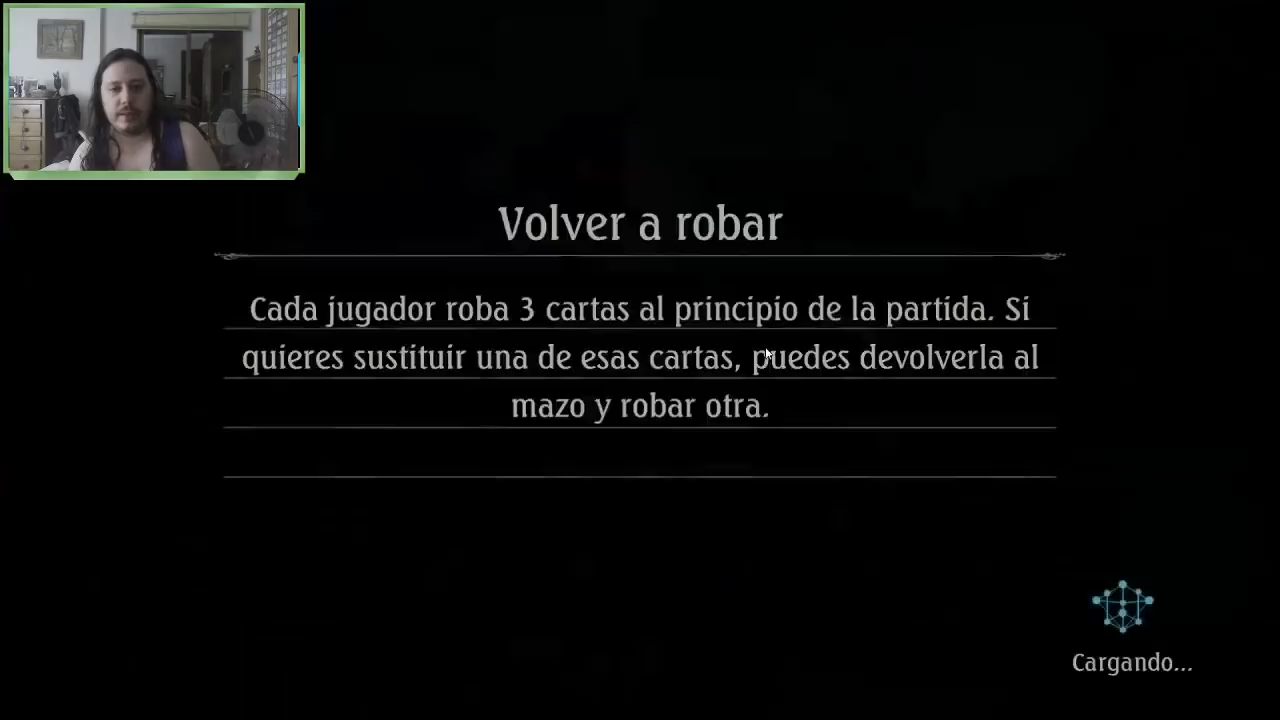 Volver a robar
Cada jugador roba 3 cartas al principio de la partida. Sí
quieres sustituir una de esas cartas, puedes devolverla al
mazo y robar otra.
Cargando...